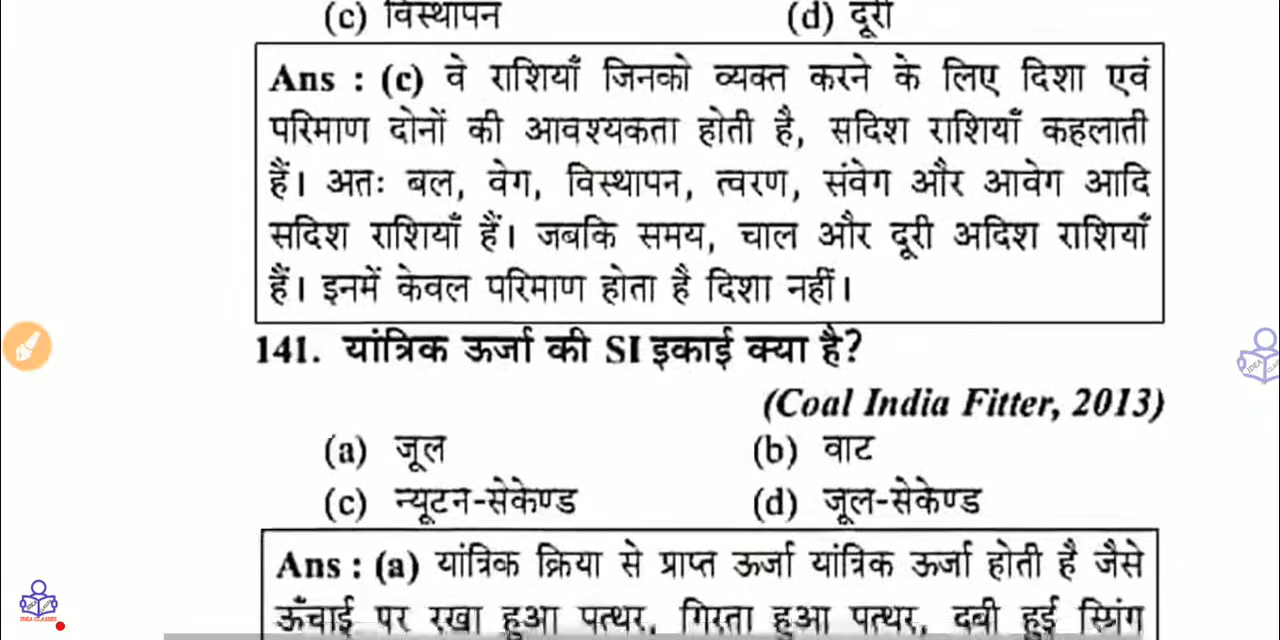 (c) विस्थापन (d) दूरी
Ans : (c) वे राशियाँ जिनको व्यक्त करने के लिए दिशा एवं
परिमाण दोनों की आवश्यकता होती है, सदिश राशियाँ कहलाती
हैं। अतः बल, वेग, विस्थापन, त्वरण, संवेग और आवेग आदि
सदिश राशियाँ हैं। जबकि समय, चाल और दूरी अदिश राशियाँ
हैं। इनमें केवल परिमाण होता है दिशा नहीं।
141. यांत्रिक ऊर्जा की SI इकाई क्या है?
(Coal India Fitter, 2013)
(a) जूल (b) वाट
(c) न्यूटन-सेकेण्ड (d) जूल-सेकेण्ड
Ans : (a) यांत्रिक क्रिया से प्राप्त ऊर्जा यांत्रिक ऊर्जा होती है जैसे
ऊँचाई पर रखा हुआ पत्थर, गिरता हुआ पत्थर, दबी हुई स्प्रिंग
IDEA CLASSES